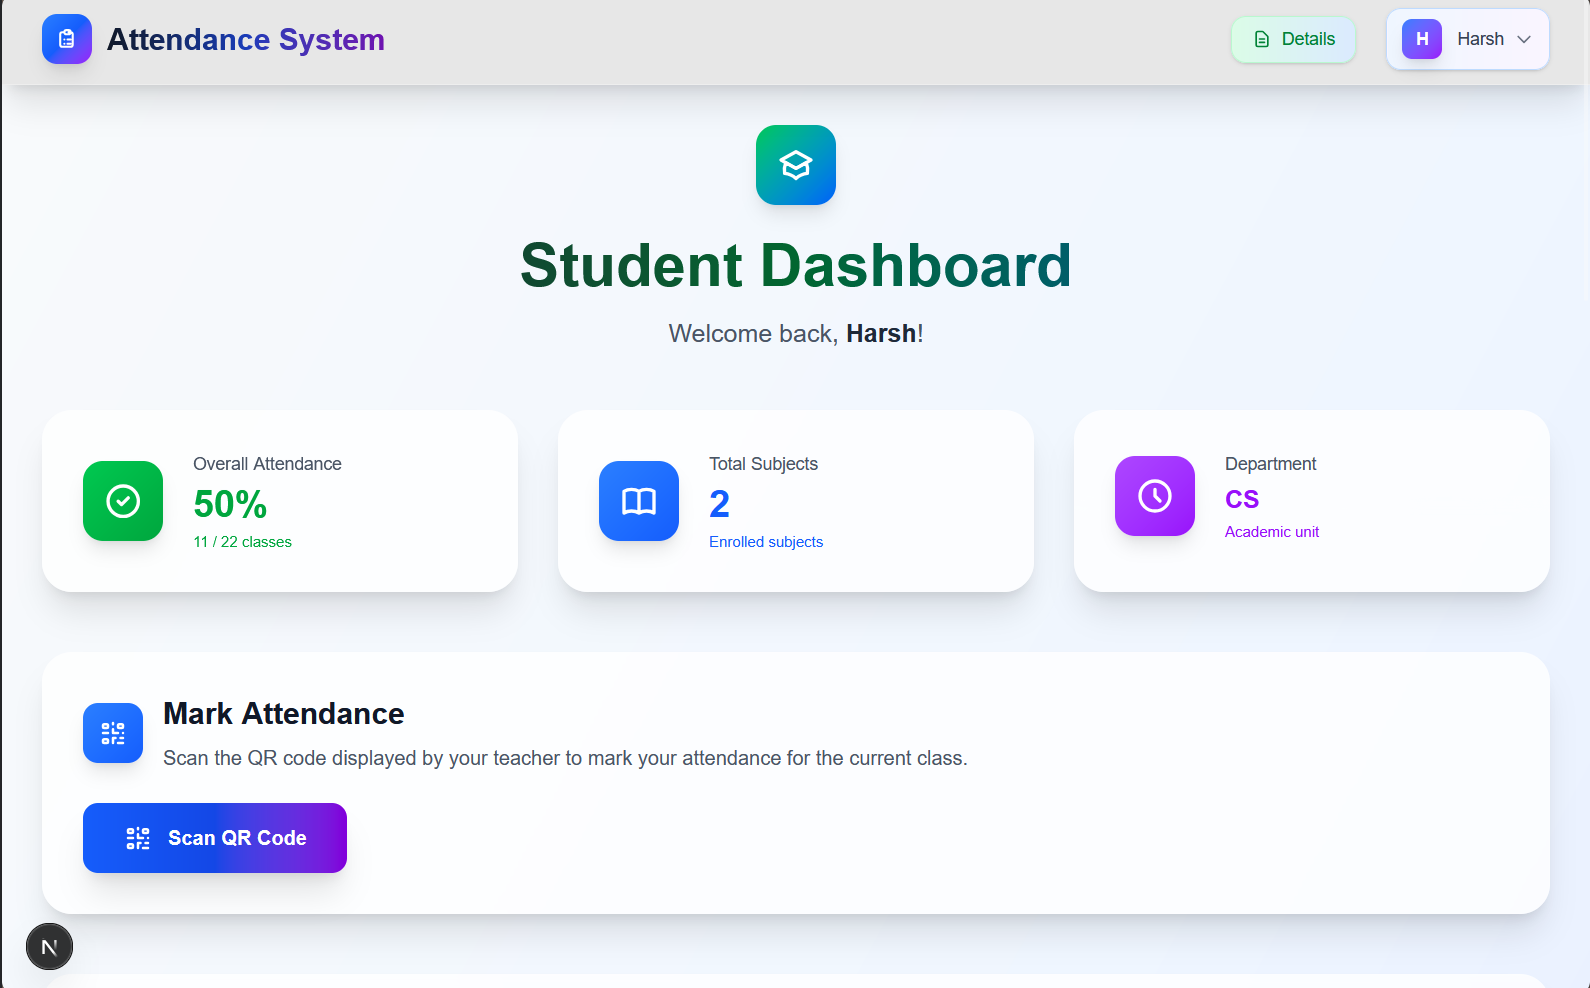 Attendance System
Details
H
Harsh
Student Dashboard
Welcome back, Harsh!
Overall Attendance
50%
11 / 22 classes
Total Subjects
2
Enrolled subjects
Department
CS
Academic unit
Mark Attendance
Scan the QR code displayed by your teacher to mark your attendance for the current class.
Scan QR Code
N